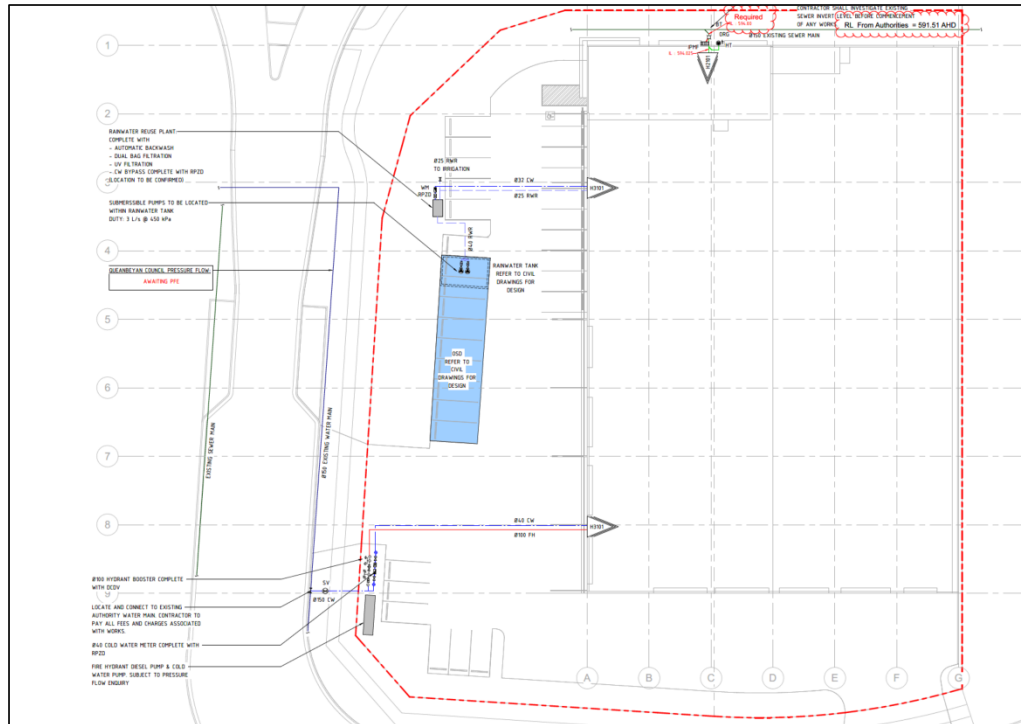 CONTRACTOR SHALL INVESTIGATE EXISTING
SEWER INVERT LEVEL BEFORE COMMENCEMENT
OF ANY WORKS
Required
RL From Authorities = 591.51 AHD
Ø150 EXISTING SEWER MAIN
BT
ORG
HT
H2101
1
2
3
4
5
6
7
8
9
RAINWATER REUSE PLANT
COMPLETE WITH
- AUTOMATIC BACKWASH
- DUAL BAG FILTRATION
- UV FILTRATION
- CW BYPASS COMPLETE WITH RPZD
(LOCATION TO BE CONFIRMED)
SUBMERSSIBLE PUMPS TO BE LOCATED
WITHIN RAINWATER TANK
DUTY: 3 L/s @ 450 kPa
QUEANBEYAN COUNCIL PRESSURE FLOW:
AWAITING PFE
Ø25 RWR
TO IRRIGATION
WM
RPZD
Ø32 CW
Ø25 RWR
H3101
Ø40 RWR
RAINWATER TANK
REFER TO CIVIL
DRAWINGS FOR
DESIGN
OSD
REFER TO
CIVIL
DRAWINGS FOR
DESIGN
EXISTING SEWER MAIN
Ø150 EXISTING WATER MAIN
Ø40 CW
Ø100 FH
H3101
Ø100 HYDRANT BOOSTER COMPLETE
WITH DCDV
SV
Ø150 CW
LOCATE AND CONNECT TO EXISTING
AUTHORITY WATER MAIN. CONTRACTOR TO
PAY ALL FEES AND CHARGES ASSOCIATED
WITH WORKS.
Ø40 COLD WATER METER COMPLETE WITH
RPZD
FIRE HYDRANT DIESEL PUMP & COLD
WATER PUMP. SUBJECT TO PRESSURE
FLOW ENQUIRY
A
B
C
D
E
F
G